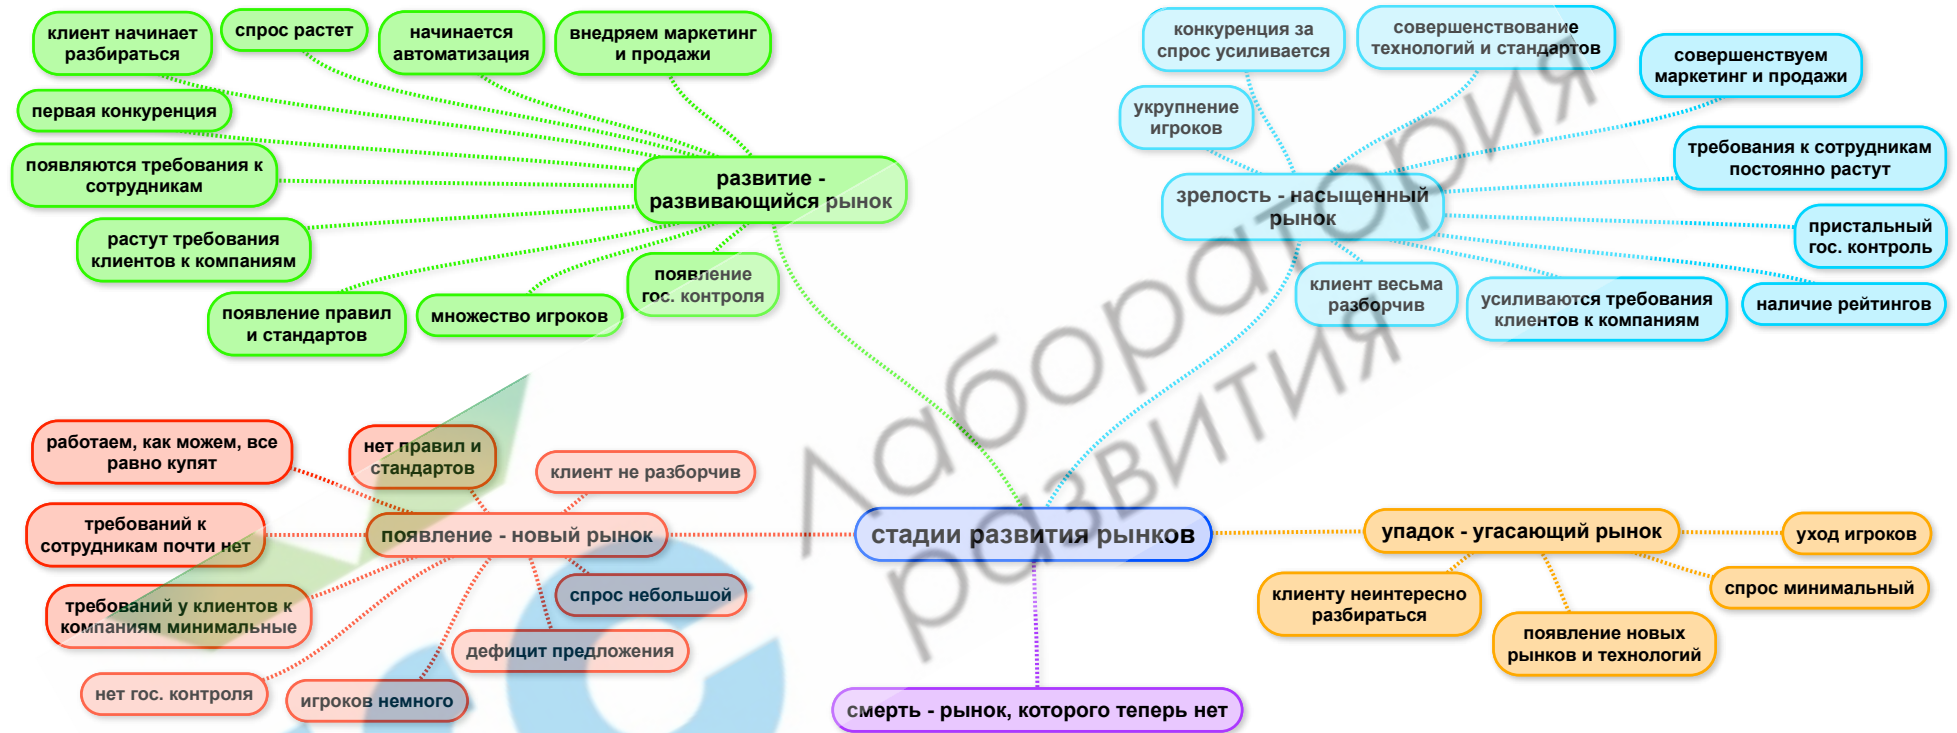 клиент начинает
разбираться
спрос растет
начинается
автоматизация
внедряем маркетинг
и продажи
первая конкуренция
появляются требования к
сотрудникам
растут требования
клиентов к компаниям
появление правил
и стандартов
множество игроков
появление
гос. контроля
развитие -
развивающийся рынок
конкуренция за
спрос усиливается
совершенствование
технологий и стандартов
совершенствуем
маркетинг и продажи
укрупнение
игроков
требования к сотрудникам
постоянно растут
зрелость - насыщенный
рынок
пристальный
гос. контроль
клиент весьма
разборчив
усиливаются требования
клиентов к компаниям
наличие рейтингов
Лаборатория
развития
работаем, как можем, все
равно купят
нет правил и
стандартов
клиент не разборчив
требований к
сотрудникам почти нет
появление - новый рынок
требований у клиентов к
компаниям минимальные
спрос небольшой
дефицит предложения
нет гос. контроля
игроков немного
стадии развития рынков
упадок - угасающий рынок
уход игроков
спрос минимальный
клиенту неинтересно
разбираться
появление новых
рынков и технологий
смерть - рынок, которого теперь нет